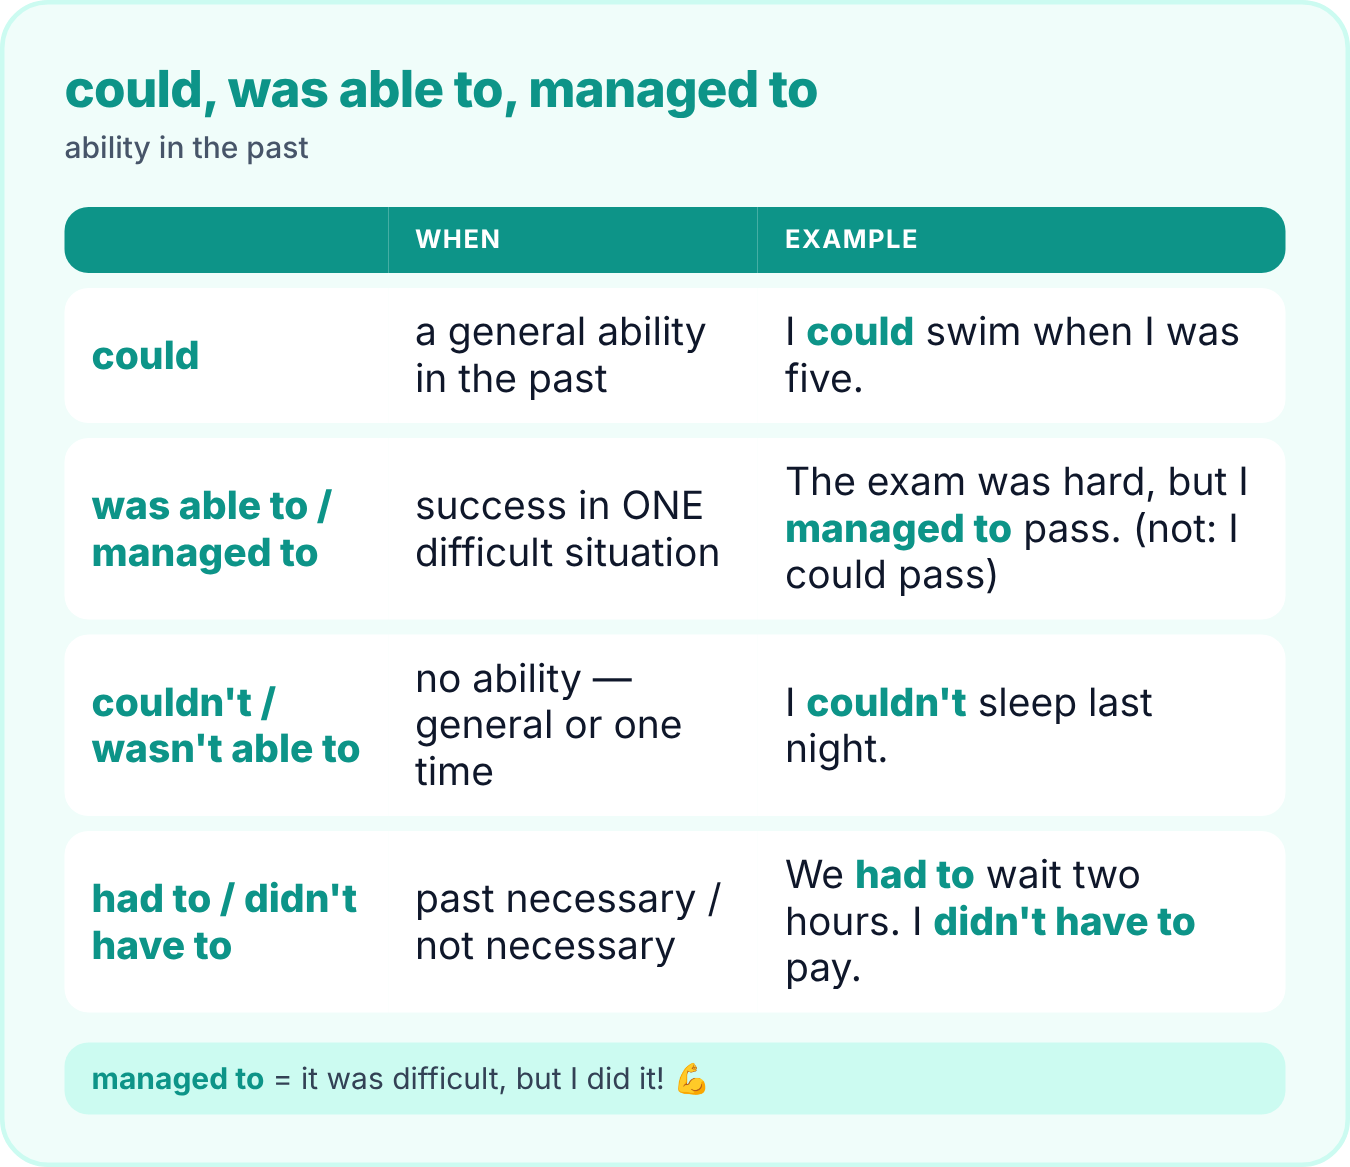 could, was able to, managed to
ability in the past
WHEN
EXAMPLE
could
a general ability
in the past
I could swim when I was
five.
was able to /
managed to
success in ONE
difficult situation
The exam was hard, but I
managed to pass. (not: I
could pass)
couldn't /
wasn't able to
no ability —
general or one
time
I couldn't sleep last
night.
had to / didn't
have to
past necessary /
not necessary
We had to wait two
hours. I didn't have to
pay.
managed to = it was difficult, but I did it! 💪